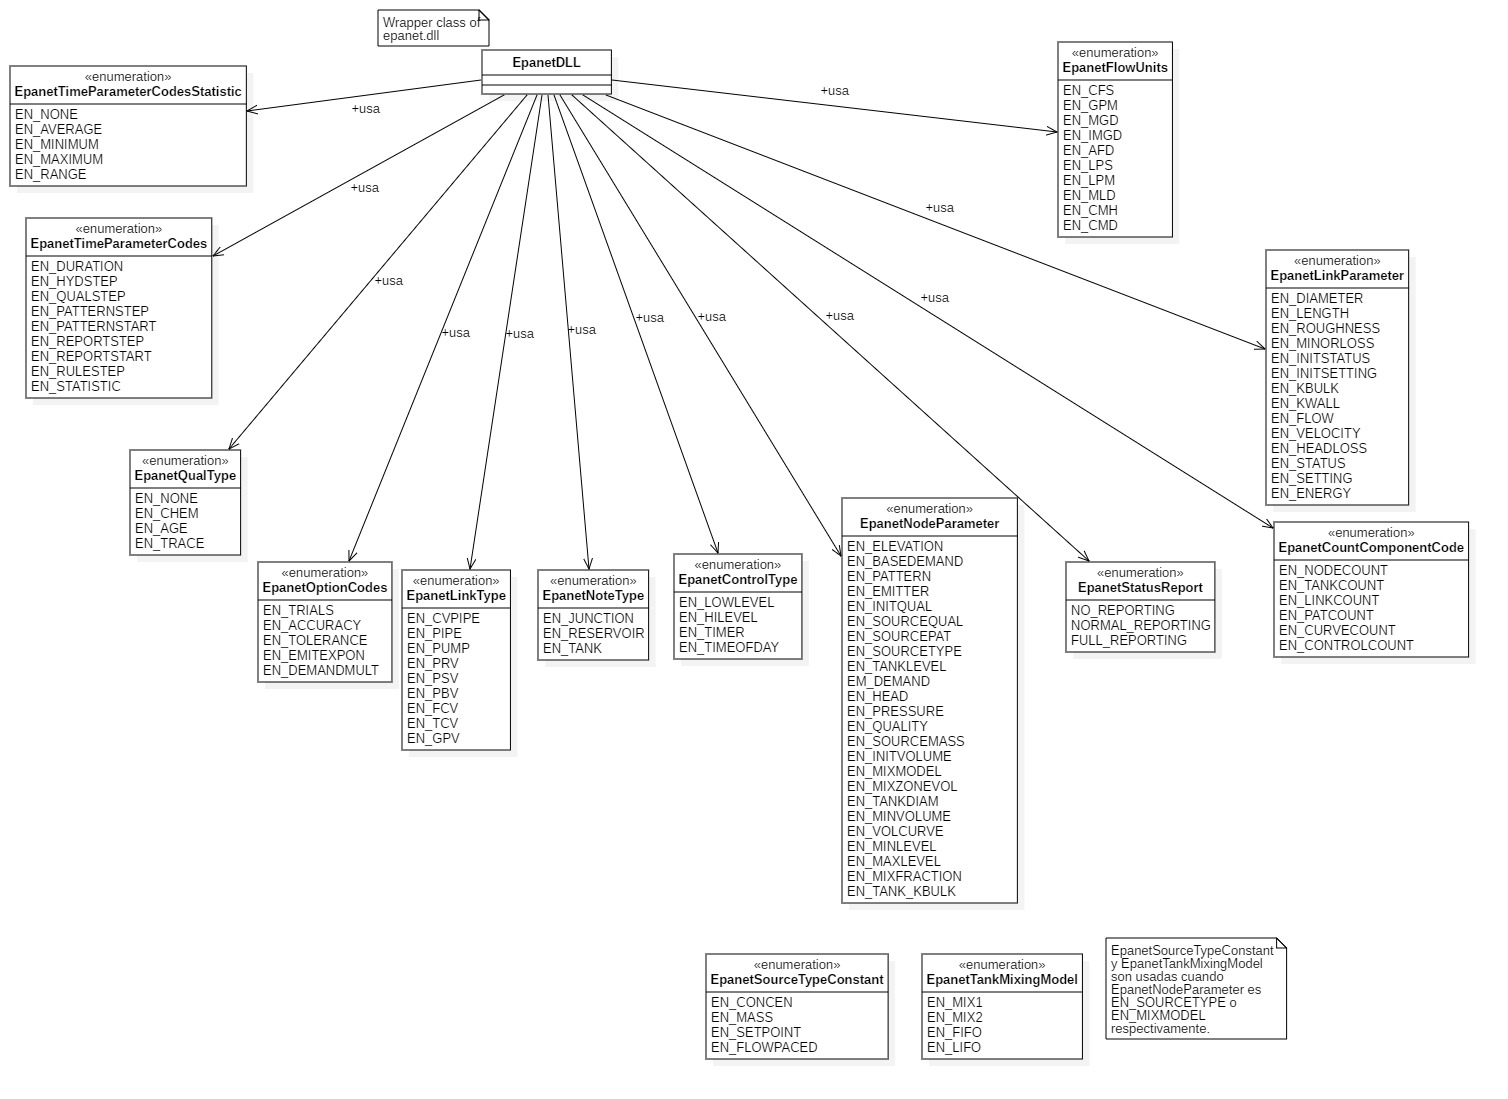 Wrapper class of
epanet.dll
EpanetDLL
«enumeration»
EpanetTimeParameterCodesStatistic
EN_NONE
EN_AVERAGE
EN_MINIMUM
EN_MAXIMUM
EN_RANGE
«enumeration»
EpanetFlowUnits
EN_CFS
EN_GPM
EN_MGD
EN_IMGD
EN_AFD
EN_LPS
EN_LPM
EN_MLD
EN_CMH
EN_CMD
+usa
+usa
+usa
+usa
+usa
+usa
+usa
+usa
+usa
+usa
+usa
+usa
+usa
«enumeration»
EpanetTimeParameterCodes
EN_DURATION
EN_HYDSTEP
EN_QUALSTEP
EN_PATTERNSTEP
EN_PATTERNSTART
EN_REPORTSTEP
EN_REPORTSTART
EN_RULESTEP
EN_STATISTIC
«enumeration»
EpanetLinkParameter
EN_DIAMETER
EN_LENGTH
EN_ROUGHNESS
EN_MINORLOSS
EN_INITSTATUS
EN_INITSETTING
EN_KBULK
EN_KWALL
EN_FLOW
EN_VELOCITY
EN_HEADLOSS
EN_STATUS
EN_SETTING
EN_ENERGY
«enumeration»
EpanetQualType
EN_NONE
EN_CHEM
EN_AGE
EN_TRACE
«enumeration»
EpanetOptionCodes
EN_TRIALS
EN_ACCURACY
EN_TOLERANCE
EN_EMITEXPON
EN_DEMANDMULT
«enumeration»
EpanetLinkType
EN_CVPIPE
EN_PIPE
EN_PUMP
EN_PRV
EN_PSV
EN_PBV
EN_FCV
EN_TCV
EN_GPV
«enumeration»
EpanetNoteType
EN_JUNCTION
EN_RESERVOIR
EN_TANK
«enumeration»
EpanetControlType
EN_LOWLEVEL
EN_HILEVEL
EN_TIMER
EN_TIMEOFDAY
«enumeration»
EpanetNodeParameter
EN_ELEVATION
EN_BASEDEMAND
EN_PATTERN
EN_EMITTER
EN_INITQUAL
EN_SOURCEQUAL
EN_SOURCEPAT
EN_SOURCETYPE
EN_TANKLEVEL
EM_DEMAND
EN_HEAD
EN_PRESSURE
EN_QUALITY
EN_SOURCEMASS
EN_INITVOLUME
EN_MIXMODEL
EN_MIXZONEVOL
EN_TANKDIAM
EN_MINVOLUME
EN_VOLCURVE
EN_MINLEVEL
EN_MAXLEVEL
EN_MIXFRACTION
EN_TANK_KBULK
«enumeration»
EpanetStatusReport
NO_REPORTING
NORMAL_REPORTING
FULL_REPORTING
«enumeration»
EpanetCountComponentCode
EN_NODECOUNT
EN_TANKCOUNT
EN_LINKCOUNT
EN_PATCOUNT
EN_CURVECOUNT
EN_CONTROLCOUNT
«enumeration»
EpanetSourceTypeConstant
EN_CONCEN
EN_MASS
EN_SETPOINT
EN_FLOWPACED
«enumeration»
EpanetTankMixingModel
EN_MIX1
EN_MIX2
EN_FIFO
EN_LIFO
EpanetSourceTypeConstant
y EpanetTankMixingModel
son usadas cuando
EpanetNodeParameter es
EN_SOURCETYPE o
EN_MIXMODEL
respectivamente.